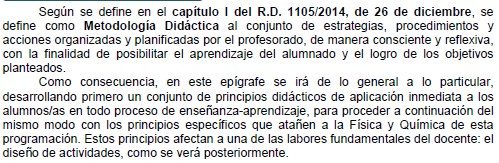 Según se define en el capítulo I del R.D. 1105/2014, de 26 de diciembre, se
define como Metodología Didáctica al conjunto de estrategias, procedimientos y
acciones organizadas y planificadas por el profesorado, de manera consciente y reflexiva,
con la finalidad de posibilitar el aprendizaje del alumnado y el logro de los objetivos
planteados.
Como consecuencia, en este epígrafe se irá de lo general a lo particular,
desarrollando primero un conjunto de principios didácticos de aplicación inmediata a los
alumnos/as en todo proceso de enseñanza-aprendizaje, para proceder a continuación del
mismo modo con los principios específicos que atañen a la Física y Química de esta
programación. Estos principios afectan a una de las labores fundamentales del docente: el
diseño de actividades, como se verá posteriormente.